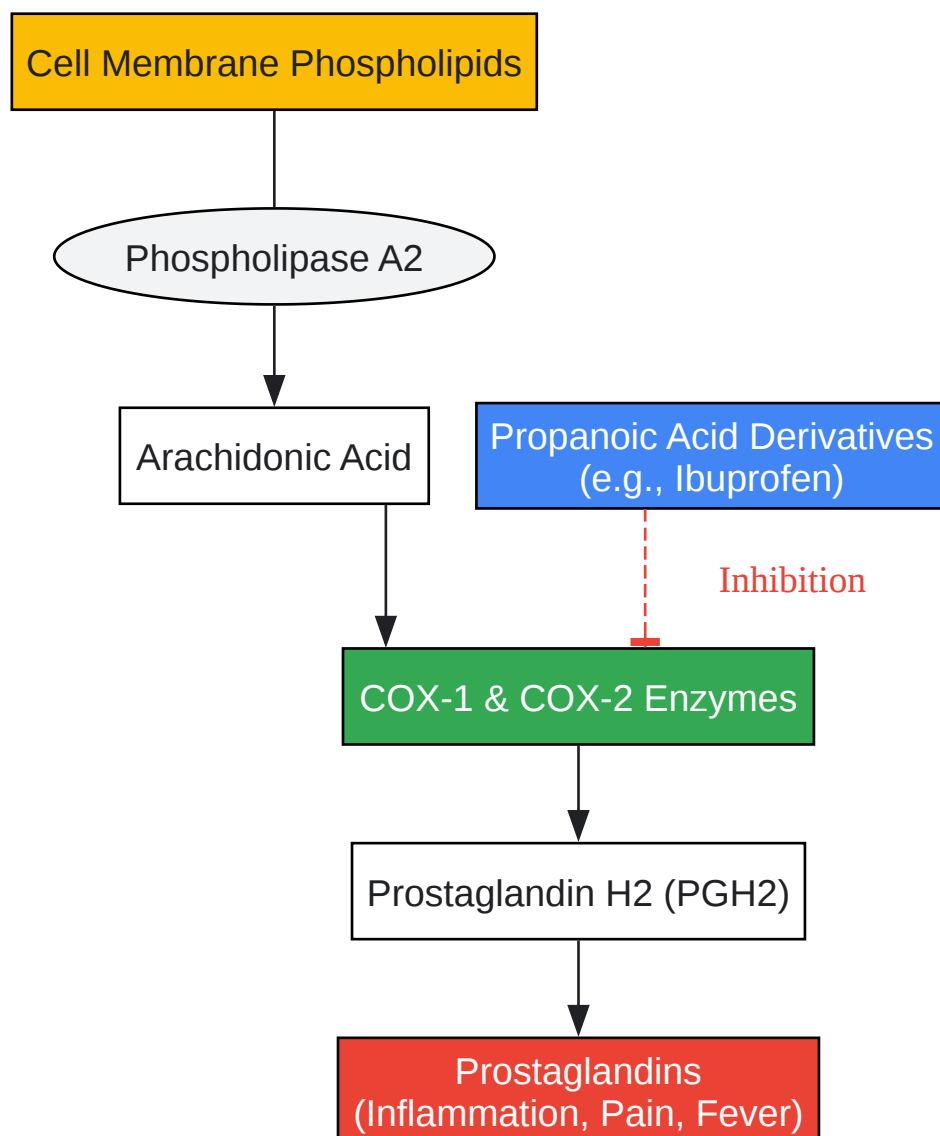 Cell Membrane Phospholipids
Phospholipase A2
Arachidonic Acid
Propanoic Acid Derivatives
(e.g., Ibuprofen)
Inhibition
COX-1 & COX-2 Enzymes
Prostaglandin H2 (PGH2)
Prostaglandins
(Inflammation, Pain, Fever)